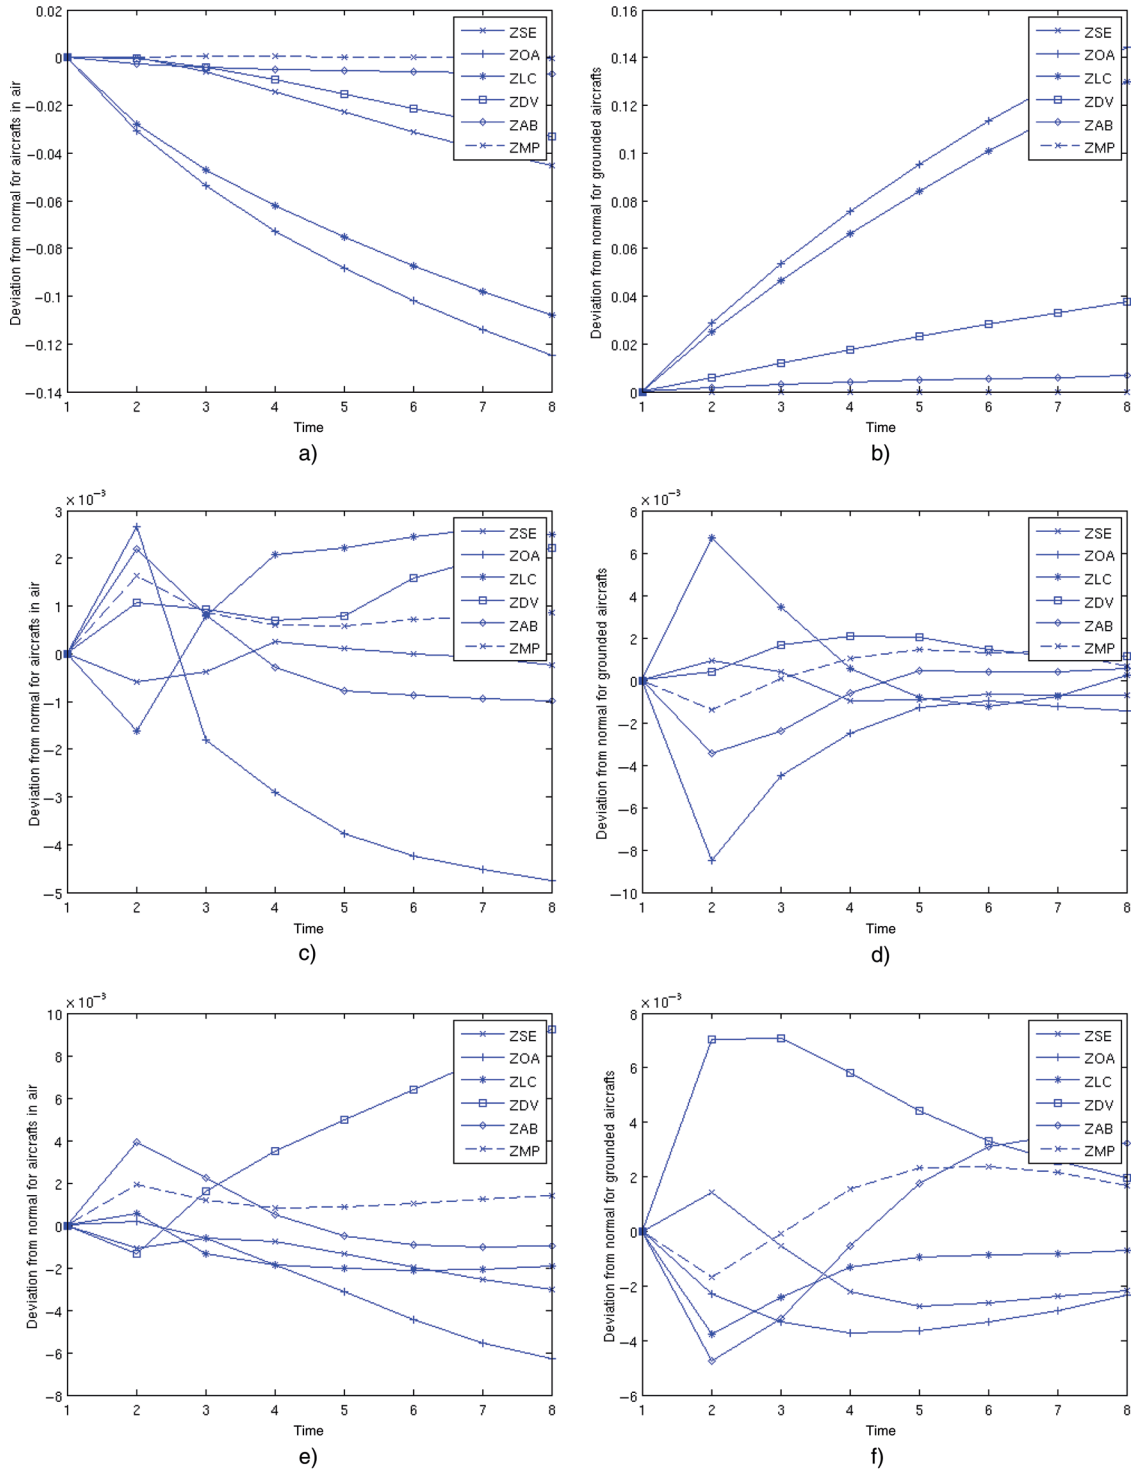 0.02
0
−0.02
−0.04
−0.06
−0.08
−0.1
−0.12
−0.14
Deviation from normal for aircrafts in air
1 2 3 4 5 6 7 8
Time
ZSE
ZOA
ZLC
ZDV
ZAB
ZMP
a)
0.16
0.14
0.12
0.1
0.08
0.06
0.04
0.02
0
Deviation from normal for grounded aircrafts
1 2 3 4 5 6 7 8
Time
ZSE
ZOA
ZLC
ZDV
ZAB
ZMP
b)
×10⁻³
3
2
1
0
−1
−2
−3
−4
−5
Deviation from normal for aircrafts in air
1 2 3 4 5 6 7 8
Time
ZSE
ZOA
ZLC
ZDV
ZAB
ZMP
c)
×10⁻³
8
6
4
2
0
−2
−4
−6
−8
−10
Deviation from normal for grounded aircrafts
1 2 3 4 5 6 7 8
Time
ZSE
ZOA
ZLC
ZDV
ZAB
ZMP
d)
×10⁻³
10
8
6
4
2
0
−2
−4
−6
−8
Deviation from normal for aircrafts in air
1 2 3 4 5 6 7 8
Time
ZSE
ZOA
ZLC
ZDV
ZAB
ZMP
e)
×10⁻³
8
6
4
2
0
−2
−4
−6
Deviation from normal for grounded aircrafts
1 2 3 4 5 6 7 8
Time
ZSE
ZOA
ZLC
ZDV
ZAB
ZMP
f)